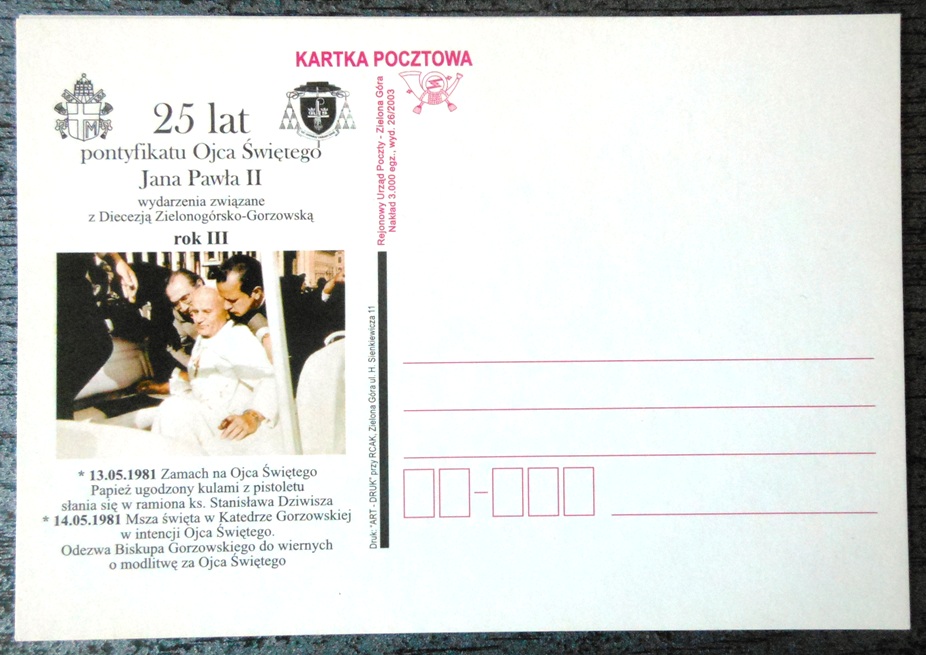 KARTKA POCZTOWA
25 lat
pontyfikatu Ojca Świętego
Jana Pawła II
wydarzenia związane
z Diecezją Zielonogórsko-Gorzowską
rok III
* 13.05.1981 Zamach na Ojca Świętego
Papież ugodzony kulami z pistoletu
słania się w ramiona ks. Stanisława Dziwisza
* 14.05.1981 Msza święta w Katedrze Gorzowskiej
w intencji Ojca Świętego.
Odezwa Biskupa Gorzowskiego do wiernych
o modlitwę za Ojca Świętego
Rejonowy Urząd Poczty - Zielona Góra
Nakład 3.000 egz., wyd. 26/2003
Druk: "ART - DRUK" przy RCAK, Zielona Góra ul. H. Sienkiewicza 11